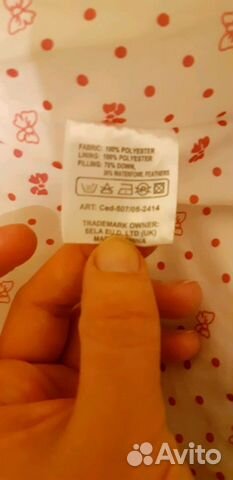 FABRIC: 100% POLYESTER
LINING: 100% POLYESTER
FILLING: 70% DOWN,
30% WATERFOWL FEATHERS
ART: Ced-507/05-2414
TRADEMARK OWNER:
SELA LTD (UK)
Avito